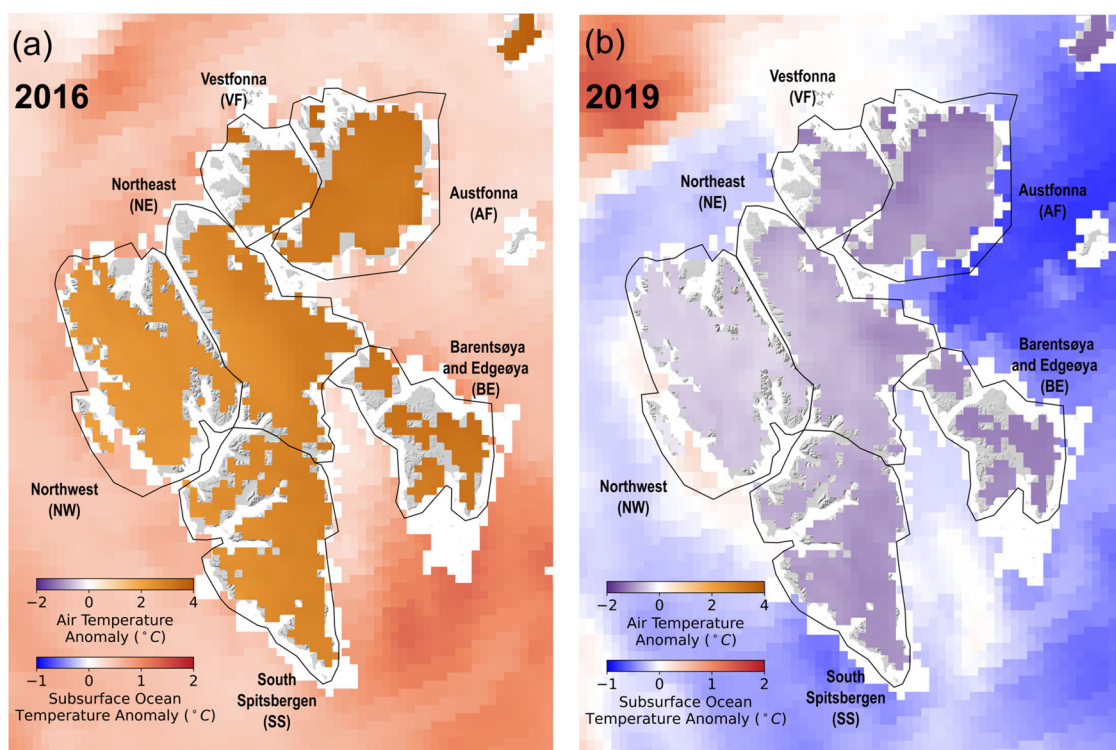 (a)
2016
Vestfonna
(VF)
Northeast
(NE)
Austfonna
(AF)
Barentsøya
and Edgeøya
(BE)
Northwest
(NW)
−2 0 2 4
Air Temperature
Anomaly (°C)
−1 0 1 2
Subsurface Ocean
Temperature Anomaly (°C)
South
Spitsbergen
(SS)
(b)
2019
Vestfonna
(VF)
Northeast
(NE)
Austfonna
(AF)
Barentsøya
and Edgeøya
(BE)
Northwest
(NW)
−2 0 2 4
Air Temperature
Anomaly (°C)
−1 0 1 2
Subsurface Ocean
Temperature Anomaly (°C)
South
Spitsbergen
(SS)